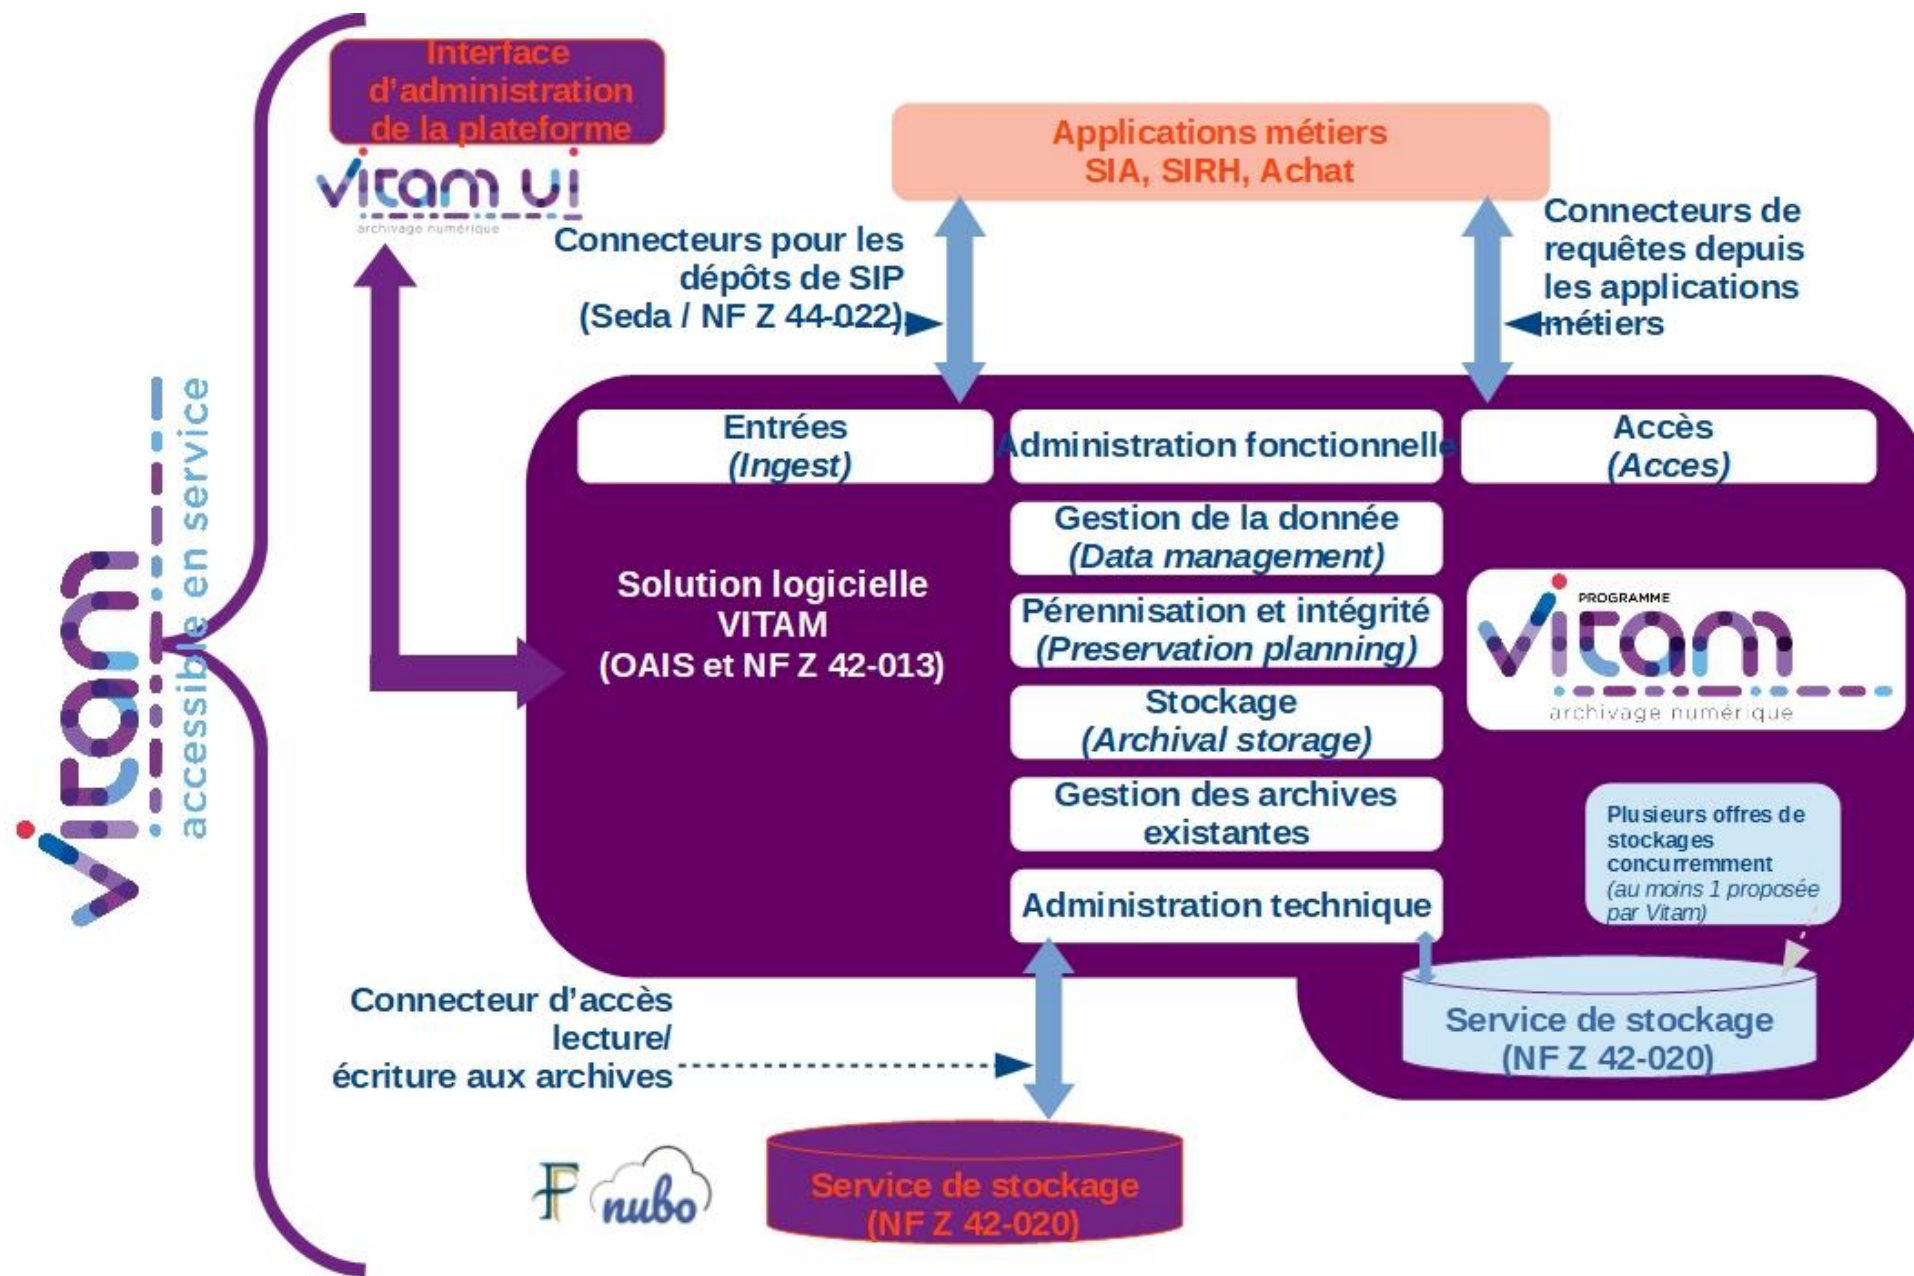 vitam
accessible en service
Interface
d'administration
de la plateforme
vitam ui
archivage numérique
Applications métiers
SIA, SIRH, Achat
Connecteurs pour les
dépôts de SIP
(Seda / NF Z 44-022)
Connecteurs de
requêtes depuis
les applications
métiers
Entrées
(Ingest)
Administration fonctionnelle
Accès
(Acces)
Solution logicielle
VITAM
(OAIS et NF Z 42-013)
Gestion de la donnée
(Data management)
Pérennisation et intégrité
(Preservation planning)
Stockage
(Archival storage)
Gestion des archives
existantes
Administration technique
PROGRAMME
vitam
archivage numérique
Plusieurs offres de
stockages
concurremment
(au moins 1 proposée
par Vitam)
Service de stockage
(NF Z 42-020)
Connecteur d'accès
lecture/
écriture aux archives
nubo
Service de stockage
(NF Z 42-020)